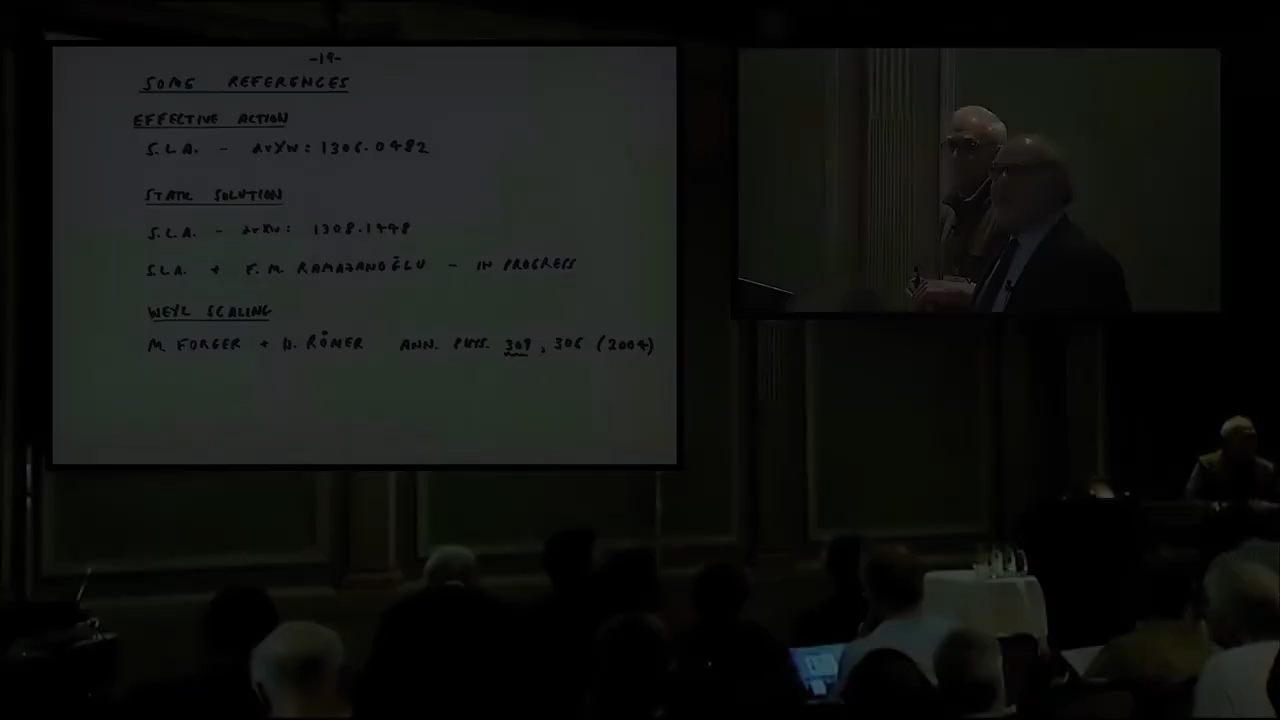 -19-
SOME REFERENCES
EFFECTIVE ACTION
S.L.A. - arXiv: 1306.0482
STATIC SOLUTION
S.L.A. - arXiv: 1308.1448
S.L.A. + F. M. RAMAZANOĞLU - IN PROGRESS
WEYL SCALING
M. FORGER + H. RÖMER ANN. PHYS. 309, 306 (2004)